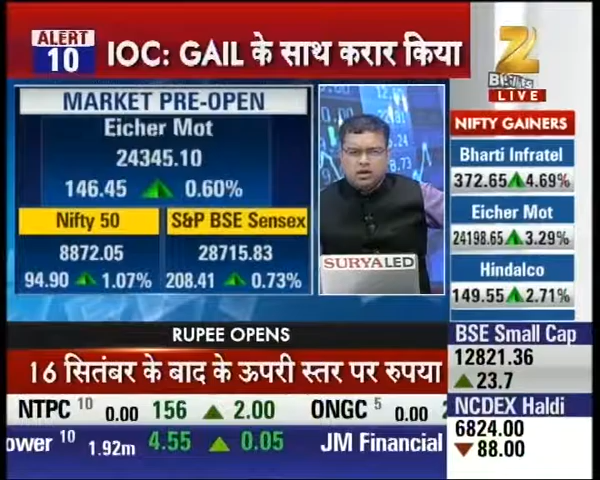 ALERT
10
IOC: GAIL के साथ करार किया
Z
LIVE
MARKET PRE-OPEN
Eicher Mot
24345.10
146.45 0.60%
Nifty 50
8872.05
94.90 1.07%
S&P BSE Sensex
28715.83
208.41 0.73%
SURYA LED
NIFTY GAINERS
Bharti Infratel
372.65 4.69%
Eicher Mot
24198.65 3.29%
Hindalco
149.55 2.71%
RUPEE OPENS
16 सितंबर के बाद के ऊपरी स्तर पर रुपया
BSE Small Cap
12821.36
23.7
NCDEX Haldi
6824.00
88.00
NTPC 10 0.00 156 2.00 ONGC 5 0.00
ower 10 1.92m 4.55 0.05 JM Financial